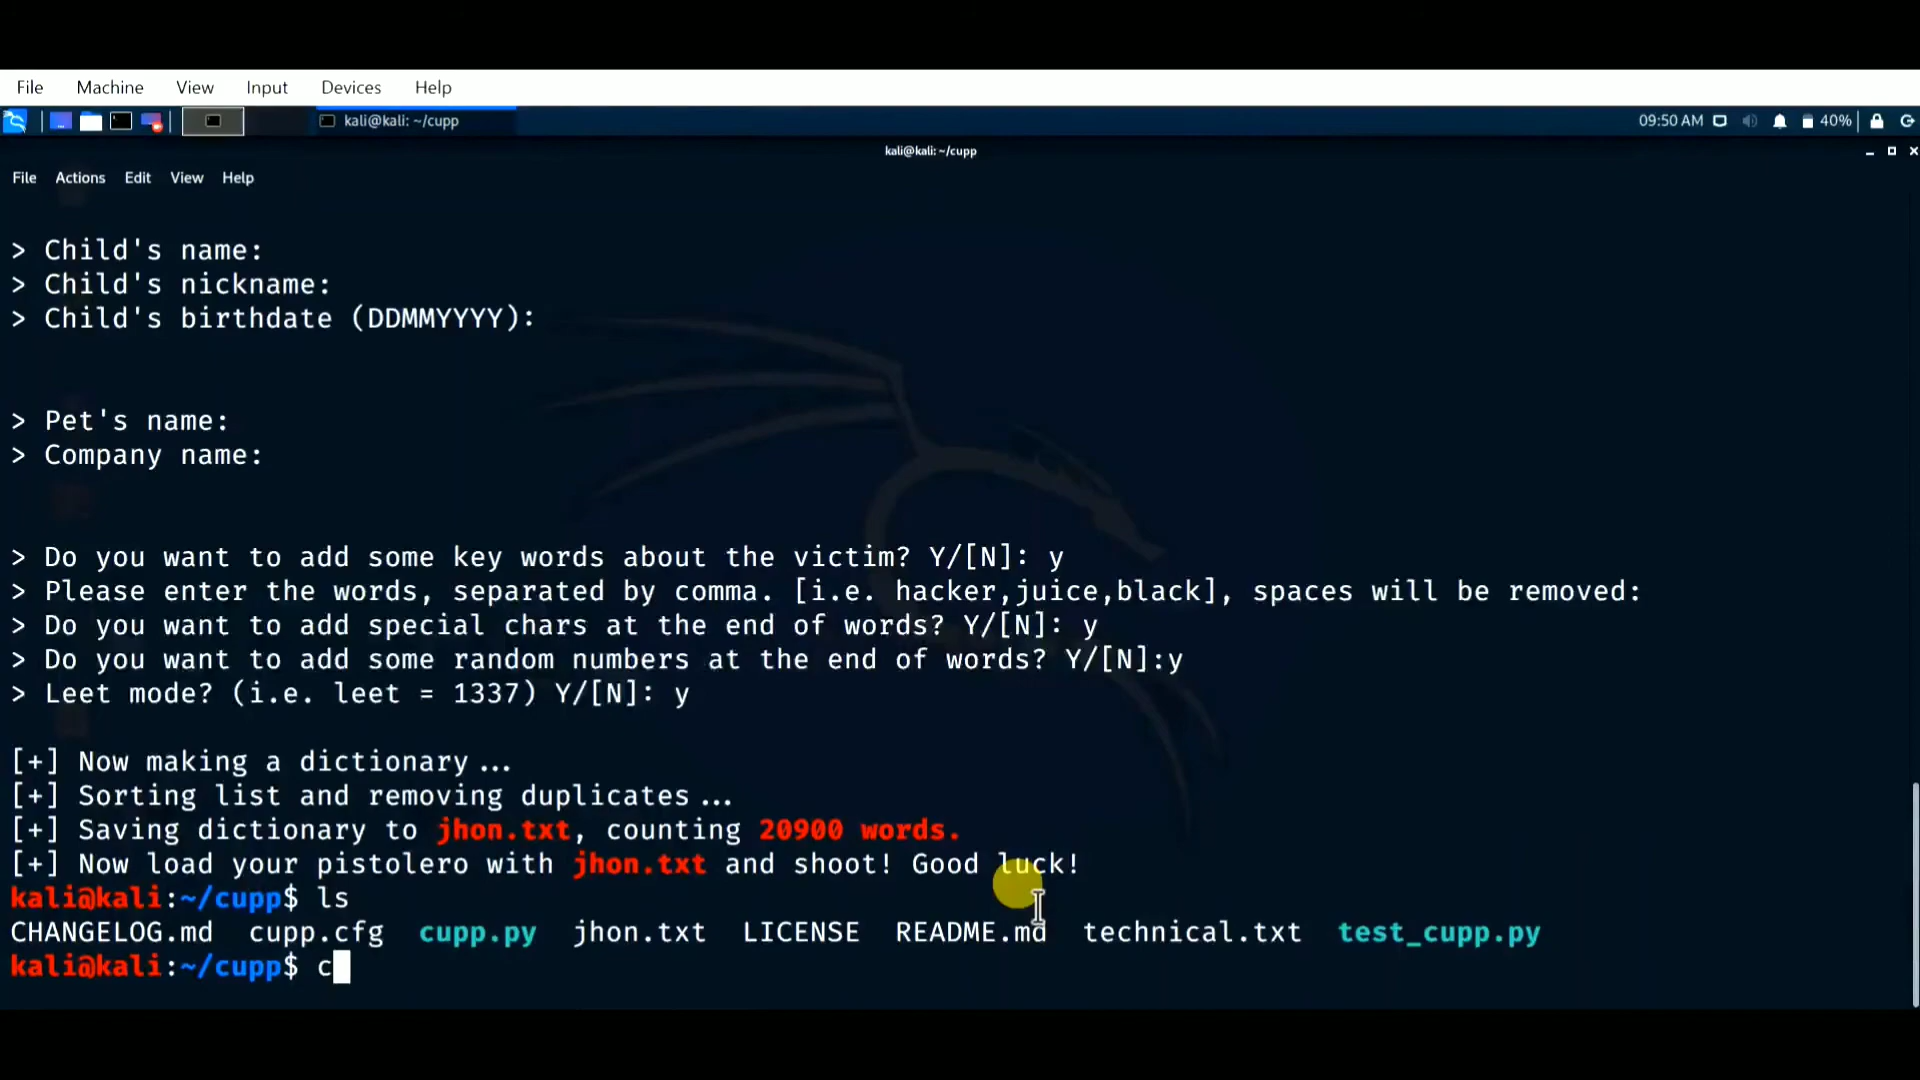 File Machine View Input Devices Help
kali@kali: ~/cupp 09:50 AM 40%
kali@kali: ~/cupp
File Actions Edit View Help
> Child's name:
> Child's nickname:
> Child's birthdate (DDMMYYYY):
> Pet's name:
> Company name:
> Do you want to add some key words about the victim? Y/[N]: y
> Please enter the words, separated by comma. [i.e. hacker,juice,black], spaces will be removed:
> Do you want to add special chars at the end of words? Y/[N]: y
> Do you want to add some random numbers at the end of words? Y/[N]:y
> Leet mode? (i.e. leet = 1337) Y/[N]: y
[+] Now making a dictionary...
[+] Sorting list and removing duplicates...
[+] Saving dictionary to jhon.txt, counting 20900 words.
[+] Now load your pistolero with jhon.txt and shoot! Good luck!
kali@kali:~/cupp$ ls
CHANGELOG.md cupp.cfg cupp.py jhon.txt LICENSE README.md technical.txt test_cupp.py
kali@kali:~/cupp$ c